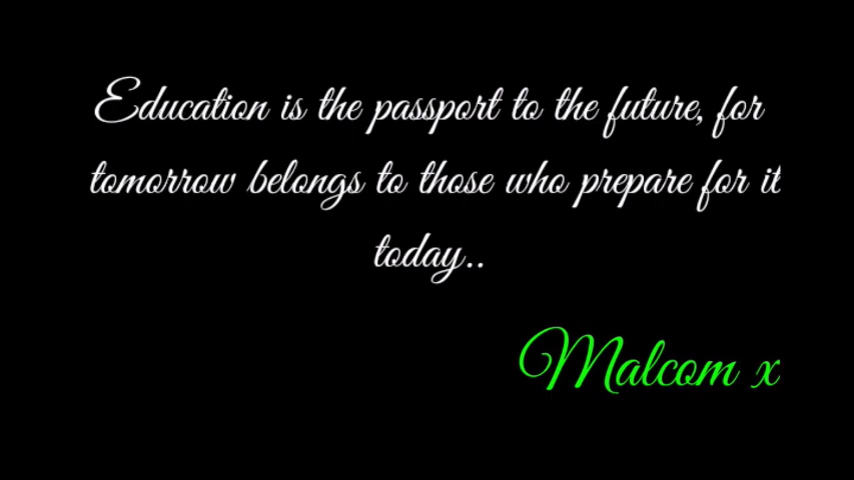 Education is the passport to the future, for
tomorrow belongs to those who prepare for it
today..
Malcom x